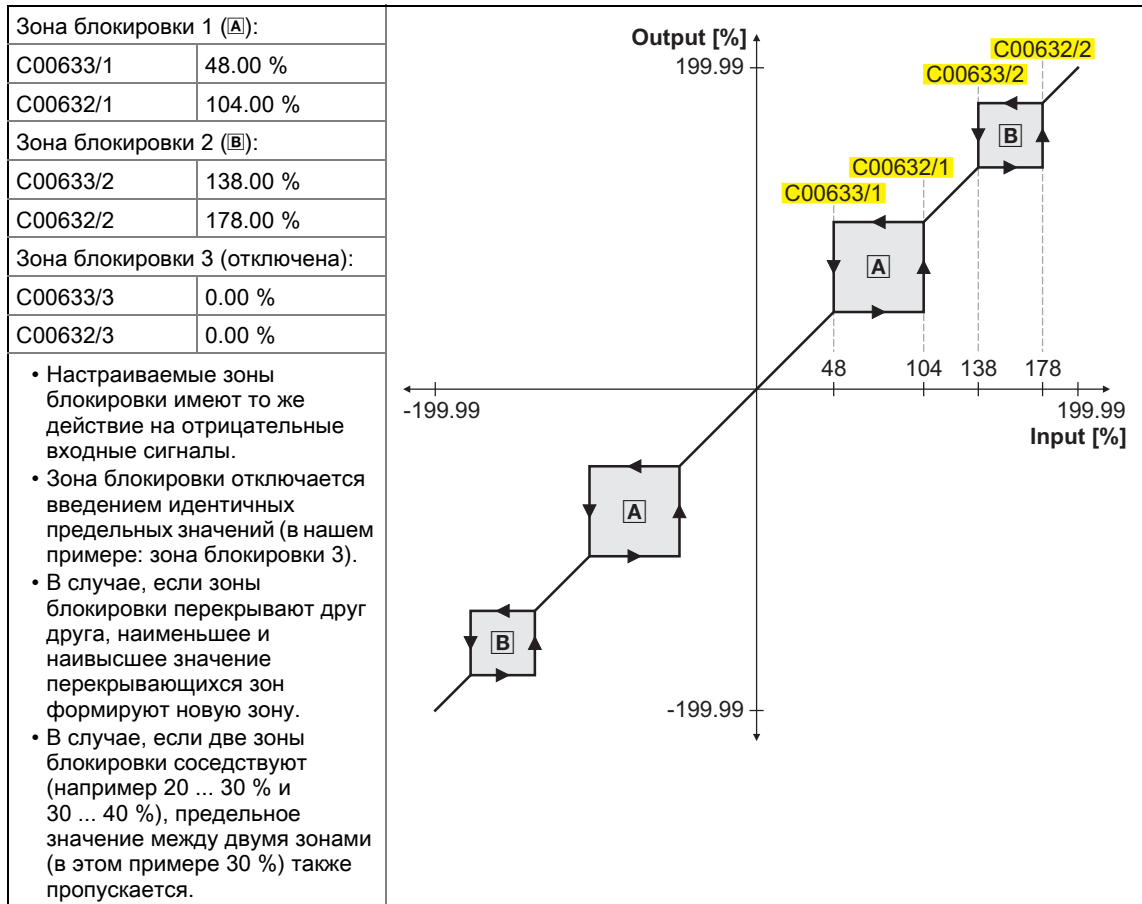 Зона блокировки 1 (A):
C00633/1 48.00 %
C00632/1 104.00 %
Зона блокировки 2 (B):
C00633/2 138.00 %
C00632/2 178.00 %
Зона блокировки 3 (отключена):
C00633/3 0.00 %
C00632/3 0.00 %
• Настраиваемые зоны
блокировки имеют то же
действие на отрицательные
входные сигналы.
• Зона блокировки отключается
введением идентичных
предельных значений (в нашем
примере: зона блокировки 3).
• В случае, если зоны
блокировки перекрывают друг
друга, наименьшее и
наивысшее значение
перекрывающихся зон
формируют новую зону.
• В случае, если две зоны
блокировки соседствуют
(например 20 ... 30 % и
30 ... 40 %), предельное
значение между двумя зонами
(в этом примере 30 %) также
пропускается.
Output [%]
199.99
C00632/2
C00633/2
B
C00632/1
C00633/1
A
48 104 138 178
-199.99
199.99
Input [%]
A
B
-199.99